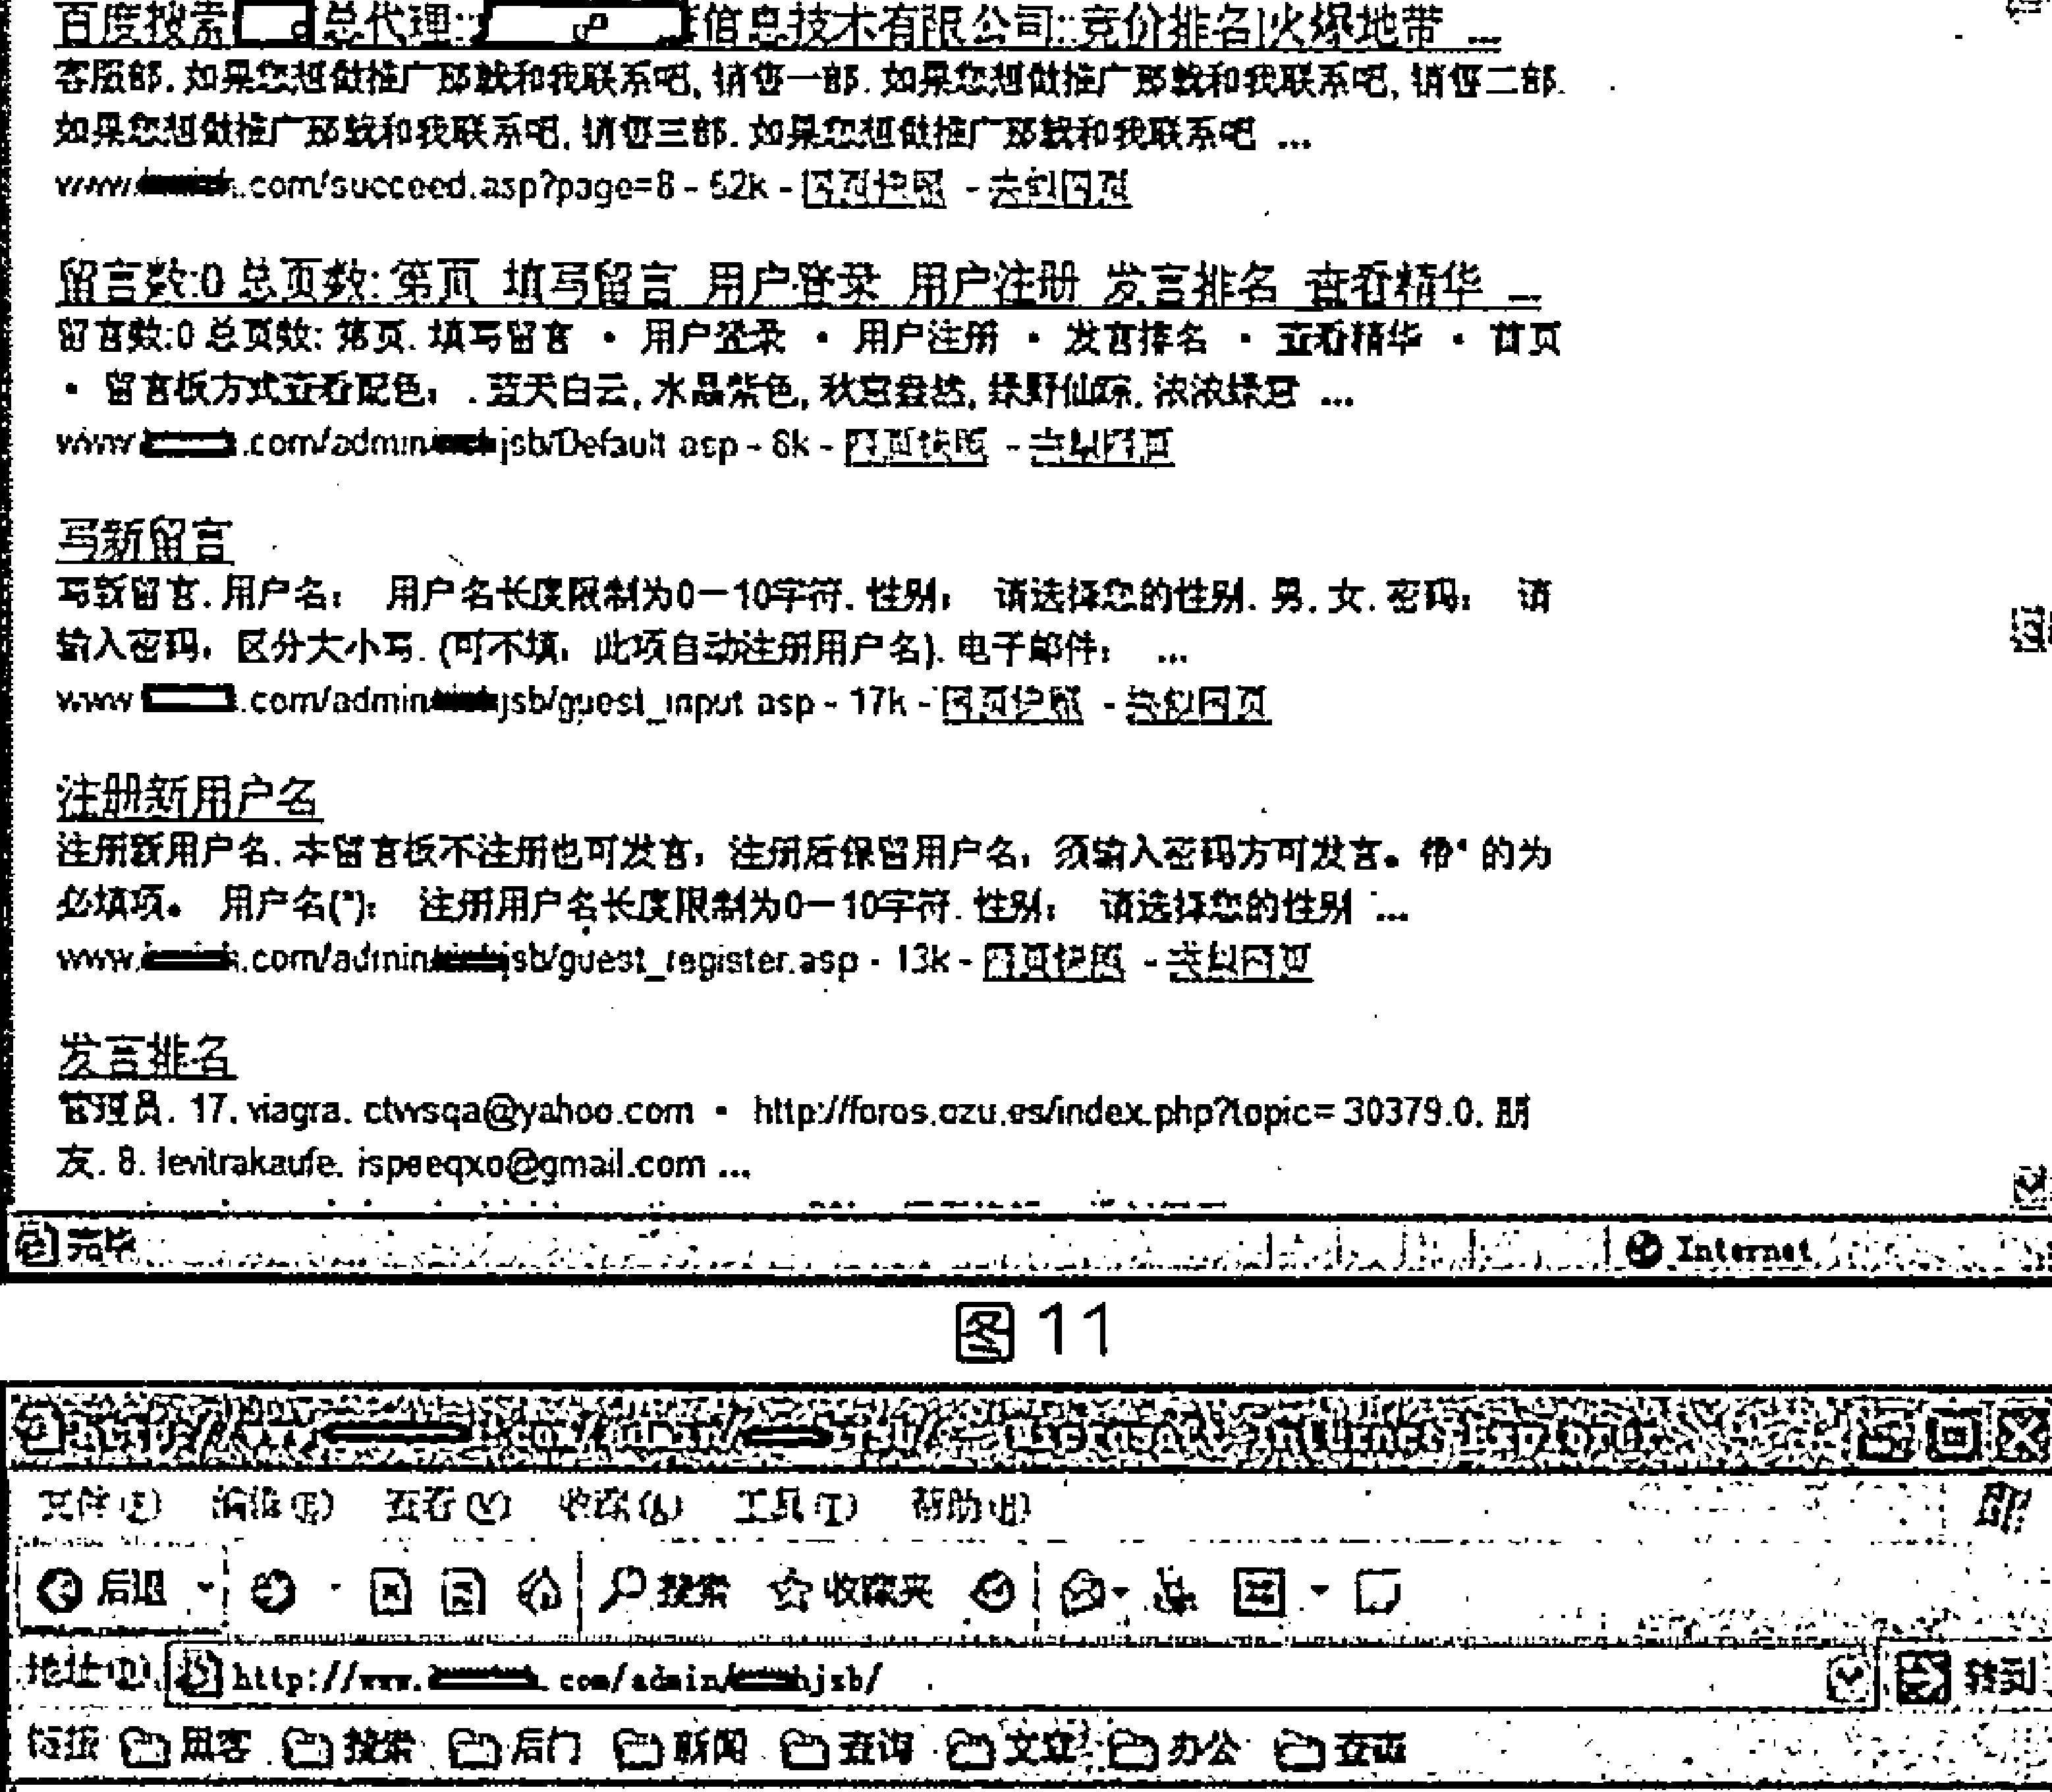 百度搜索 总代理:: 信息技术有限公司::竞价排名|火爆地带 ...
客服部.如果您想做推广那就和我联系吧,销售一部.如果您想做推广那就和我联系吧,销售二部.
如果您想做推广那就和我联系吧,销售三部.如果您想做推广那就和我联系吧 ...
www. .com/succeed.asp?page=8 - 52k - 网页快照 - 类似网页
留言数:0 总页数: 第页 填写留言 用户登录 用户注册 发言排名 查看精华 ...
留言数:0 总页数: 第页. 填写留言 · 用户登录 · 用户注册 · 发言排名 · 查看精华 · 首页
· 留言板方式查看配色: . 蓝天白云, 水晶紫色, 秋意盎然, 绿野仙踪, 浓浓绿意 ...
www .com/admin/ jsb/Default.asp - 6k - 网页快照 - 类似网页
写新留言
写新留言. 用户名: 用户名长度限制为0-10字符. 性别: 请选择您的性别. 男. 女. 密码: 请
输入密码, 区分大小写. (可不填, 此项自动注册用户名). 电子邮件: ...
www .com/admin/ jsb/guest_input.asp - 17k - 网页快照 - 类似网页
注册新用户名
注册新用户名. 本留言板不注册也可发言, 注册后保留用户名, 须输入密码方可发言。带* 的为
必填项。 用户名(*): 注册用户名长度限制为0-10字符. 性别: 请选择您的性别 ...
www. .com/admin/ jsb/guest_register.asp - 13k - 网页快照 - 类似网页
发言排名
管理员. 17. viagra. ctwsqa@yahoo.com · http://foros.ozu.es/index.php?topic= 30379.0. 朋
友. 8. levitrakaufe. ispeeqxo@gmail.com ...
完毕 Internet
图 11
http://www. .com/admin/ hjsb/ - Microsoft Internet Explorer
文件(F) 编辑(E) 查看(V) 收藏(A) 工具(T) 帮助(H)
后退 搜索 收藏夹
地址(D) http://www. .com/admin/ hjsb/ 转到
链接 黑客 搜索 后门 新闻 查询 文章 办公 查毒